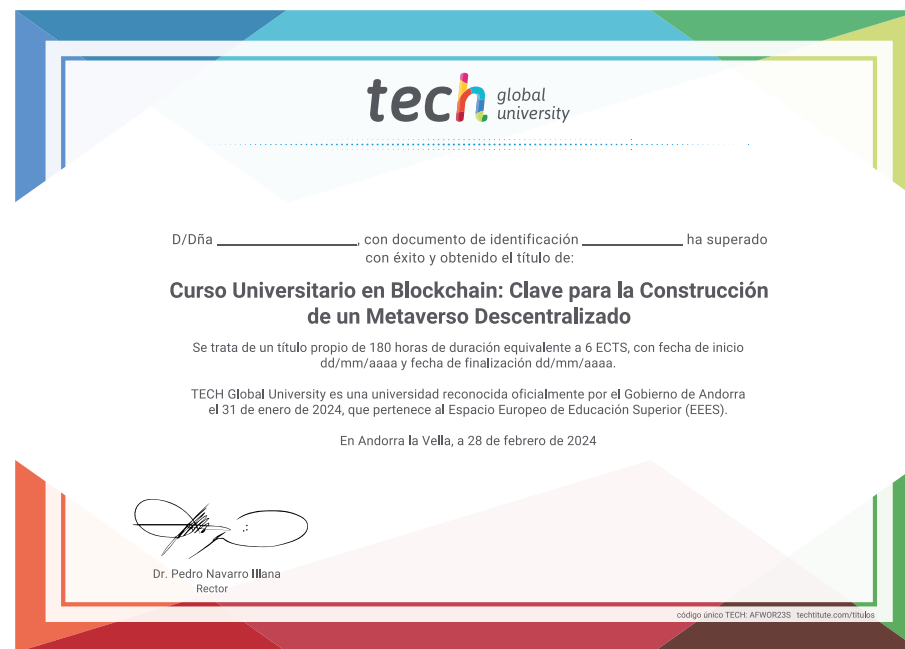 tech global university
D/Dña ____________________, con documento de identificación ______________ ha superado
con éxito y obtenido el título de:
Curso Universitario en Blockchain: Clave para la Construcción
de un Metaverso Descentralizado
Se trata de un título propio de 180 horas de duración equivalente a 6 ECTS, con fecha de inicio
dd/mm/aaaa y fecha de finalización dd/mm/aaaa.
TECH Global University es una universidad reconocida oficialmente por el Gobierno de Andorra
el 31 de enero de 2024, que pertenece al Espacio Europeo de Educación Superior (EEES).
En Andorra la Vella, a 28 de febrero de 2024
Dr. Pedro Navarro Illana
Rector
código único TECH: AFWOR23S techtitute.com/titulos